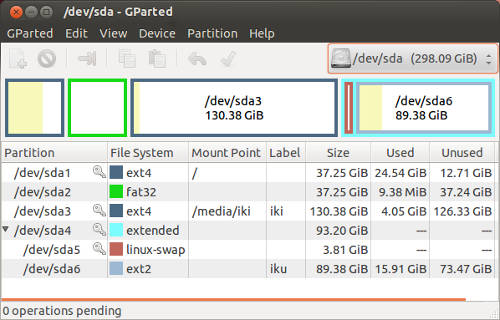 /dev/sda - GParted
GParted Edit View Device Partition Help
/dev/sda (298.09 GiB)
/dev/sda3 /dev/sda6
130.38 GiB 89.38 GiB
Partition File System Mount Point Label Size Used Unused
/dev/sda1 ext4 / 37.25 GiB 24.54 GiB 12.71 GiB
/dev/sda2 fat32 37.25 GiB 9.38 MiB 37.24 GiB
/dev/sda3 ext4 /media/iki iki 130.38 GiB 4.05 GiB 126.33 GiB
/dev/sda4 extended 93.20 GiB --- ---
/dev/sda5 linux-swap 3.81 GiB --- ---
/dev/sda6 ext2 iku 89.38 GiB 15.91 GiB 73.47 GiB
0 operations pending